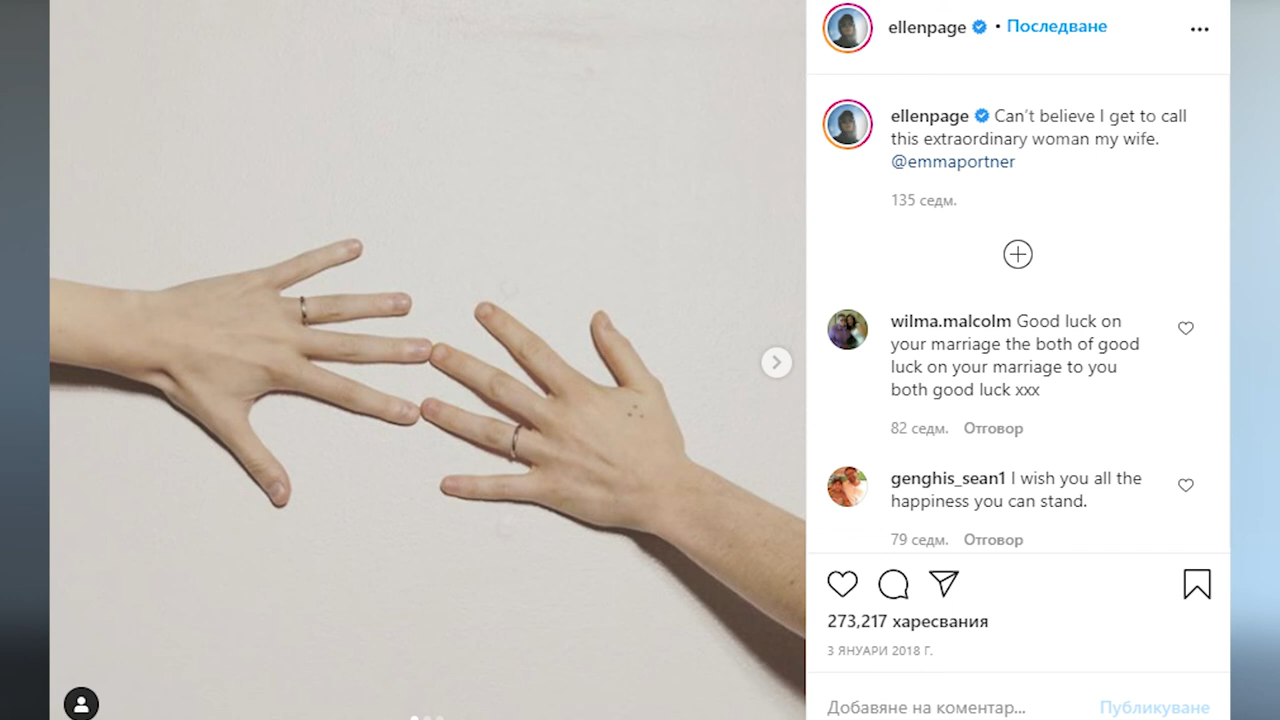 ellenpage • Последване
ellenpage Can't believe I get to call
this extraordinary woman my wife.
@emmaportner
135 седм.
wilma.malcolm Good luck on
your marriage the both of good
luck on your marriage to you
both good luck xxx
82 седм. Отговор
genghis_sean1 I wish you all the
happiness you can stand.
79 седм. Отговор
273,217 харесвания
3 ЯНУАРИ 2018 Г.
Добавяне на коментар... Публикуване